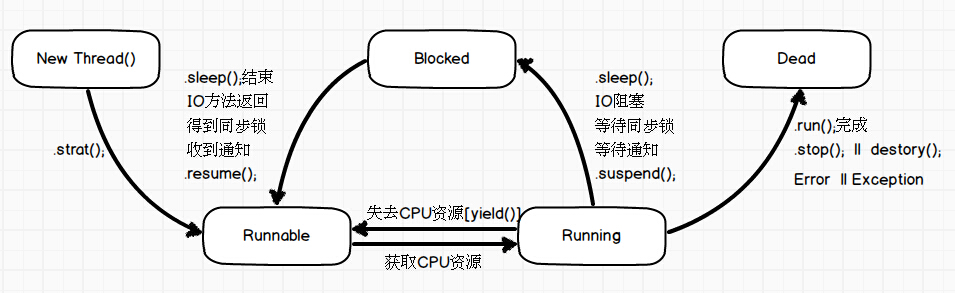 New Thread()
Blocked
Dead
.strat();
.sleep();结束
IO方法返回
得到同步锁
收到通知
.resume();
.sleep();
IO阻塞
等待同步锁
等待通知
.suspend();
.run();完成
.stop(); || destory();
Error || Exception
Runnable
失去CPU资源[yield()]
获取CPU资源
Running